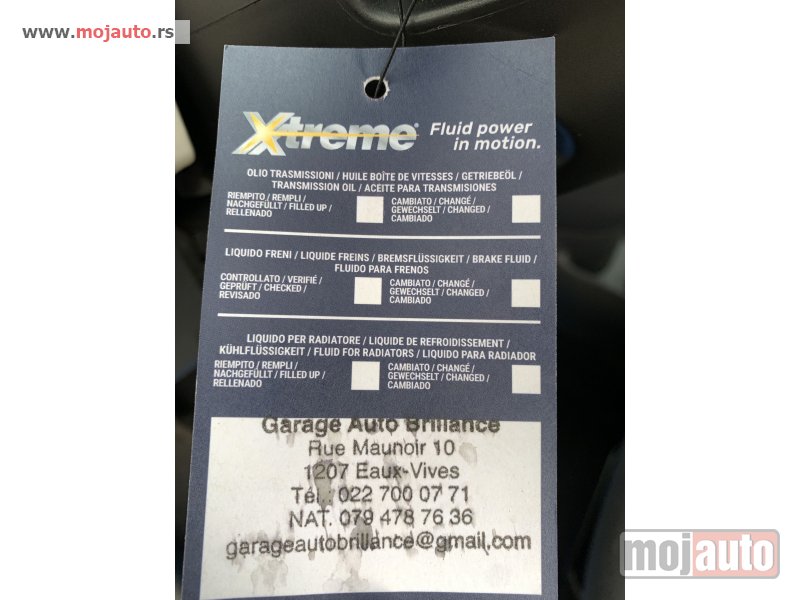 www.mojauto.rs
Xtreme® Fluid power
in motion.
OLIO TRASMISSIONI / HUILE BOÎTE DE VITESSES / GETRIEBEÖL /
TRANSMISSION OIL / ACEITE PARA TRANSMISIONES
RIEMPITO / REMPLI /
NACHGEFÜLLT / FILLED UP /
RELLENADO
CAMBIATO / CHANGÉ /
GEWECHSELT / CHANGED /
CAMBIADO
LIQUIDO FRENI / LIQUIDE FREINS / BREMSFLÜSSIGKEIT / BRAKE FLUID /
FLUIDO PARA FRENOS
CONTROLLATO / VERIFIÉ /
GEPRÜFT / CHECKED /
REVISADO
CAMBIATO / CHANGÉ /
GEWECHSELT / CHANGED /
CAMBIADO
LIQUIDO PER RADIATORE / LIQUIDE DE REFROIDISSEMENT /
KÜHLFLÜSSIGKEIT / FLUID FOR RADIATORS / LIQUIDO PARA RADIADOR
RIEMPITO / REMPLI /
NACHGEFÜLLT / FILLED UP /
RELLENADO
CAMBIATO / CHANGÉ /
GEWECHSELT / CHANGED /
CAMBIADO
Garage Auto Brillance
Rue Maunoir 10
1207 Eaux-Vives
Tél.: 022 700 07 71
NAT. 079 478 76 36
garageautobrillance@gmail.com
mojauto